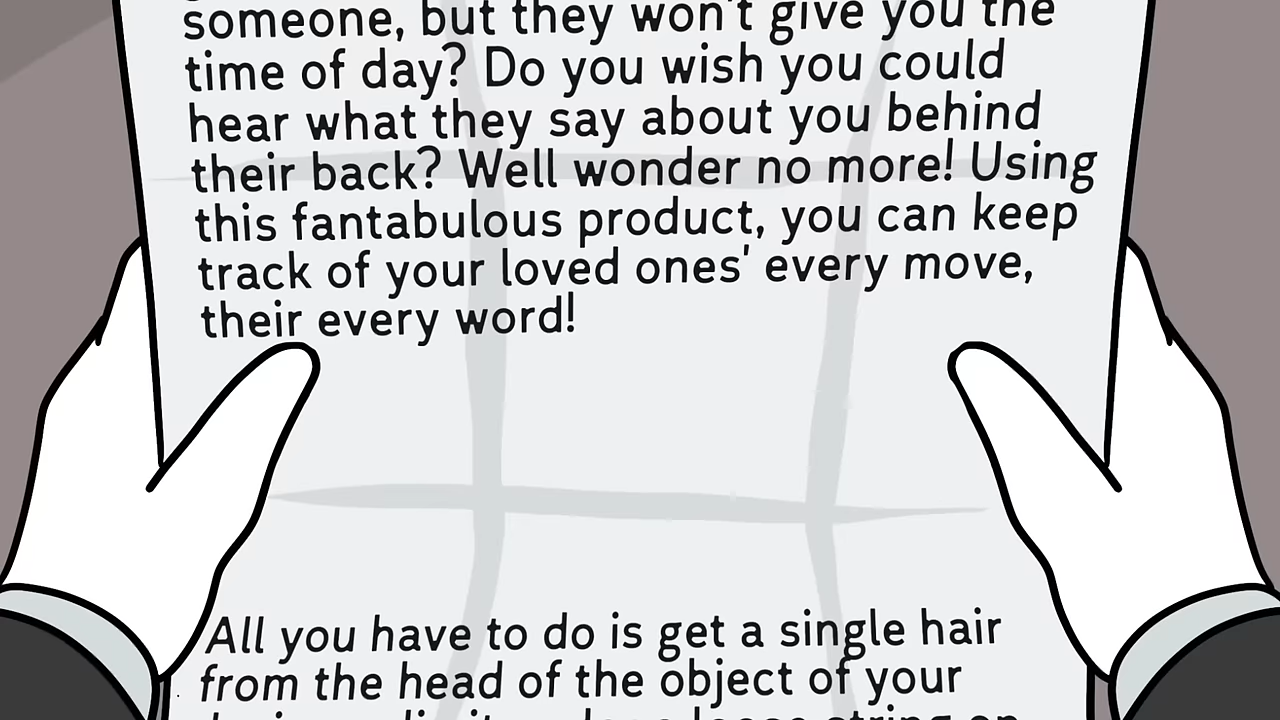 someone, but they won't give you the
time of day? Do you wish you could
hear what they say about you behind
their back? Well wonder no more! Using
this fantabulous product, you can keep
track of your loved ones' every move,
their every word!
All you have to do is get a single hair
from the head of the object of your